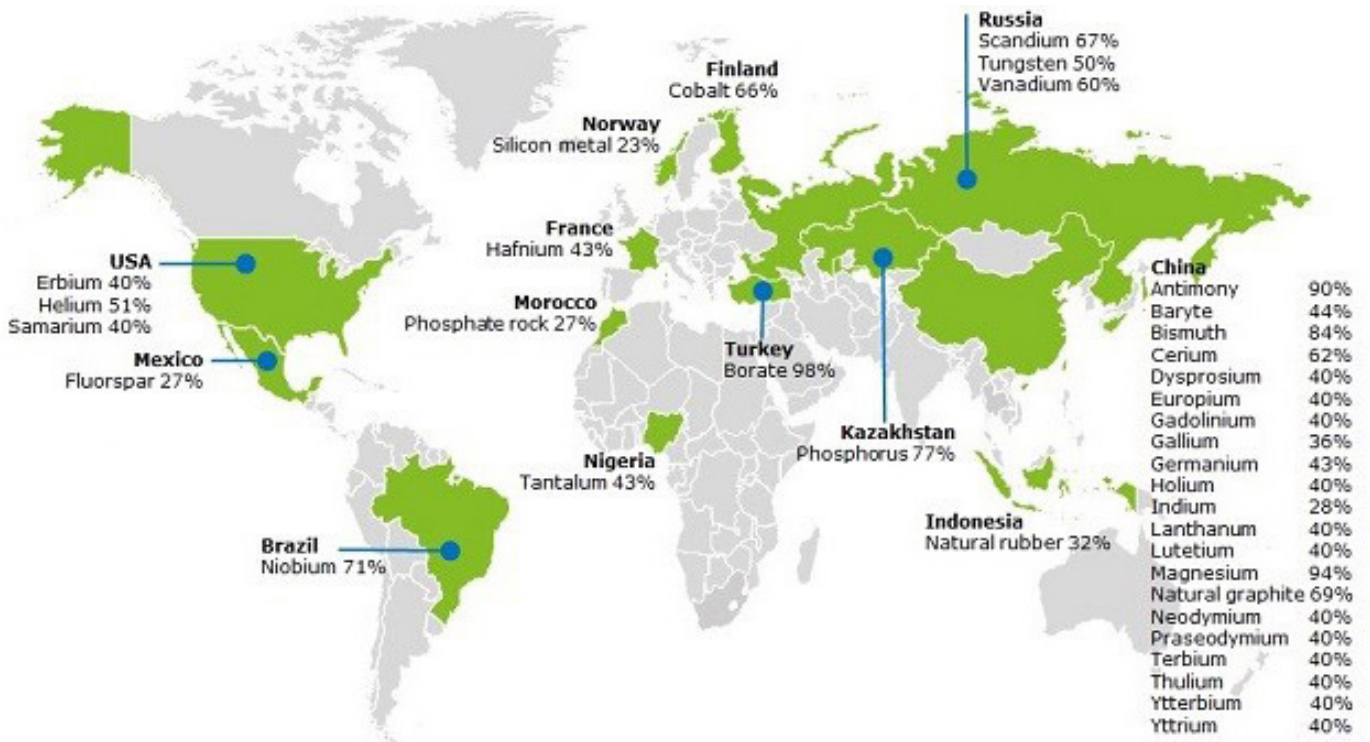 Russia
Scandium 67%
Tungsten 50%
Vanadium 60%
Finland
Cobalt 66%
Norway
Silicon metal 23%
France
Hafnium 43%
USA
Erbium 40%
Helium 51%
Samarium 40%
Morocco
Phosphate rock 27%
Mexico
Fluorspar 27%
Turkey
Borate 98%
Kazakhstan
Phosphorus 77%
Nigeria
Tantalum 43%
Brazil
Niobium 71%
Indonesia
Natural rubber 32%
China
Antimony 90%
Baryte 44%
Bismuth 84%
Cerium 62%
Dysprosium 40%
Europium 40%
Gadolinium 40%
Gallium 36%
Germanium 43%
Holium 40%
Indium 28%
Lanthanum 40%
Lutetium 40%
Magnesium 94%
Natural graphite 69%
Neodymium 40%
Praseodymium 40%
Terbium 40%
Thulium 40%
Ytterbium 40%
Yttrium 40%